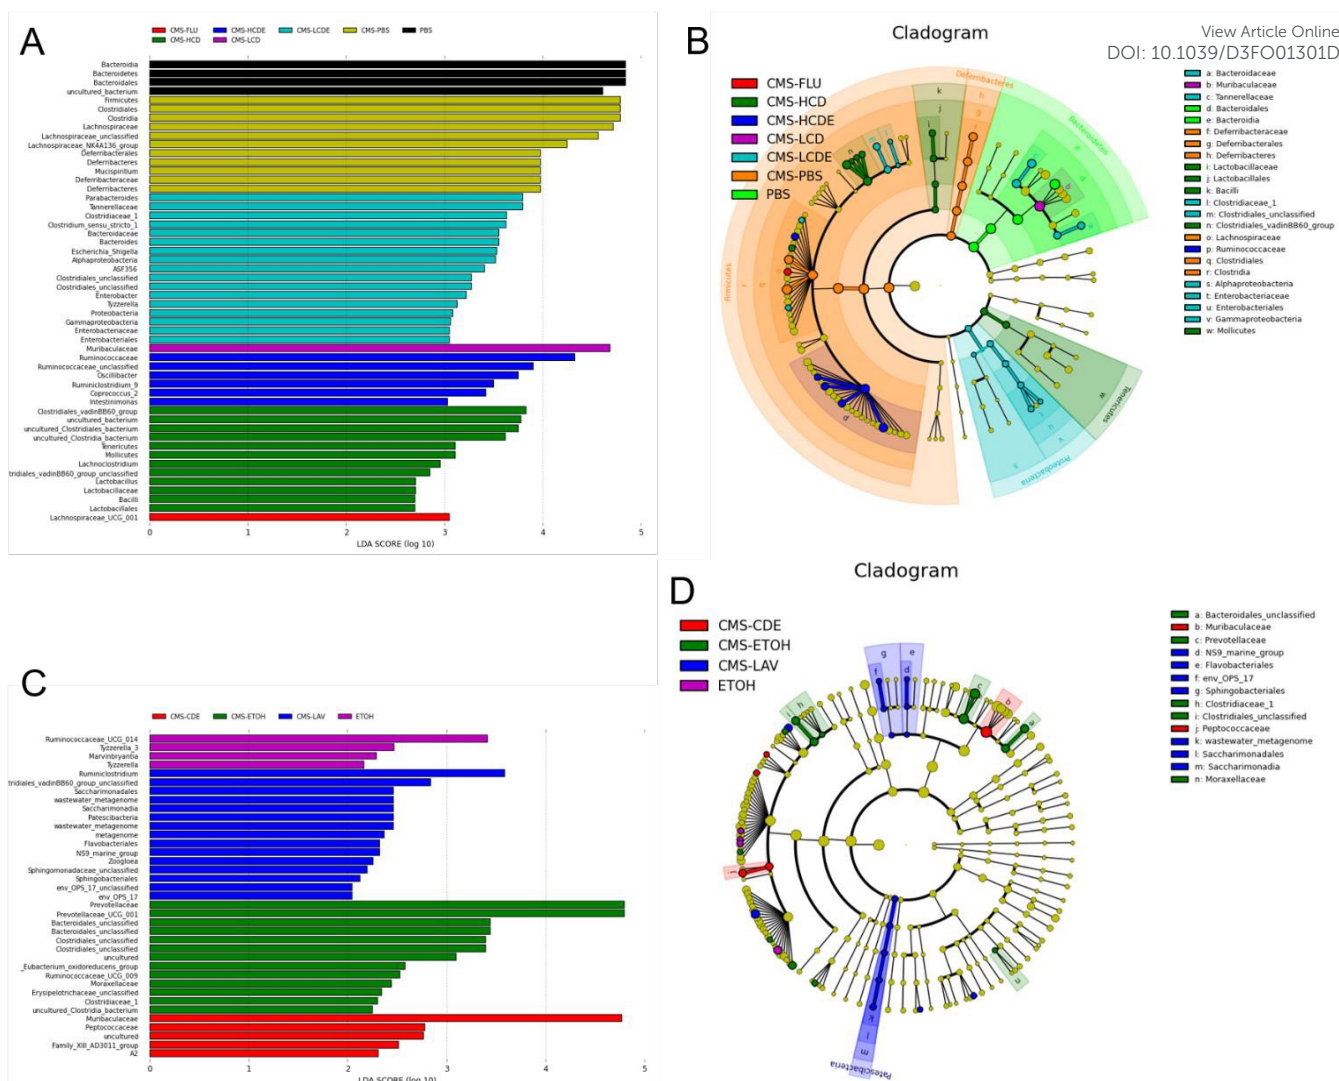 View Article Online
DOI: 10.1039/D3FO01301D
A
CMS-FLU
CMS-HCD
CMS-HCDE
CMS-LCD
CMS-LCDE
CMS-PBS
PBS
Bacteroidia
Bacteroidetes
Bacteroidales
uncultured_bacterium
Firmicutes
Clostridiales
Clostridia
Lachnospiraceae
Lachnospiraceae_unclassified
Lachnospiraceae_NK4A136_group
Deferribacterales
Deferribacteres
Mucispirillum
Deferribacteraceae
Deferribacteres
Parabacteroides
Tannerellaceae
Clostridiaceae_1
Clostridium_sensu_stricto_1
Bacteroidaceae
Bacteroides
Escherichia_Shigella
Alphaproteobacteria
ASF356
Clostridiales_unclassified
Clostridiales_unclassified
Enterobacter
Tyzzerella
Proteobacteria
Gammaproteobacteria
Enterobacteriaceae
Enterobacteriales
Muribaculaceae
Ruminococcaceae
Ruminococcaceae_unclassified
Oscillibacter
Ruminiclostridium_9
Coprococcus_2
Intestinimonas
Clostridiales_vadinBB60_group
uncultured_bacterium
uncultured_Clostridiales_bacterium
uncultured_Clostridia_bacterium
Tenericutes
Mollicutes
Lachnoclostridium
tridiales_vadinBB60_group_unclassified
Lactobacillus
Lactobacillaceae
Bacilli
Lactobacillales
Lachnospiraceae_UCG_001
0 1 2 3 4 5
LDA SCORE (log 10)
B
Cladogram
CMS-FLU
CMS-HCD
CMS-HCDE
CMS-LCD
CMS-LCDE
CMS-PBS
PBS
Deferribacteres
Bacteroidetes
Firmicutes
Tenericutes
Proteobacteria
a: Bacteroidaceae
b: Muribaculaceae
c: Tannerellaceae
d: Bacteroidales
e: Bacteroidia
f: Deferribacteraceae
g: Deferribacterales
h: Deferribacteres
i: Lactobacillaceae
j: Lactobacillales
k: Bacilli
l: Clostridiaceae_1
m: Clostridiales_unclassified
n: Clostridiales_vadinBB60_group
o: Lachnospiraceae
p: Ruminococcaceae
q: Clostridiales
r: Clostridia
s: Alphaproteobacteria
t: Enterobacteriaceae
u: Enterobacteriales
v: Gammaproteobacteria
w: Mollicutes
C
CMS-CDE
CMS-ETOH
CMS-LAV
ETOH
Ruminococcaceae_UCG_014
Tyzzerella_3
Marvinbryantia
Tyzzerella
Ruminiclostridium
tridiales_vadinBB60_group_unclassified
Saccharimonadales
wastewater_metagenome
Saccharimonadia
Patescibacteria
wastewater_metagenome
metagenome
Flavobacteriales
NS9_marine_group
Zoogloea
Sphingomonadaceae_unclassified
Sphingobacteriales
env_OPS_17_unclassified
env_OPS_17
Prevotellaceae
Prevotellaceae_UCG_001
Bacteroidales_unclassified
Bacteroidales_unclassified
Clostridiales_unclassified
Clostridiales_unclassified
uncultured
_Eubacterium_oxidoreducens_group
Ruminococcaceae_UCG_009
Moraxellaceae
Erysipelotrichaceae_unclassified
Clostridiaceae_1
uncultured_Clostridia_bacterium
Muribaculaceae
Peptococcaceae
uncultured
Family_XIII_AD3011_group
A2
0 1 2 3 4 5
LDA SCORE (log 10)
D
Cladogram
CMS-CDE
CMS-ETOH
CMS-LAV
ETOH
g
e
f
d
c
b
a
h
i
j
n
k
l
m
Patescibacteria
a: Bacteroidales_unclassified
b: Muribaculaceae
c: Prevotellaceae
d: NS9_marine_group
e: Flavobacteriales
f: env_OPS_17
g: Sphingobacteriales
h: Clostridiaceae_1
i: Clostridiales_unclassified
j: Peptococcaceae
k: wastewater_metagenome
l: Saccharimonadales
m: Saccharimonadia
n: Moraxellaceae